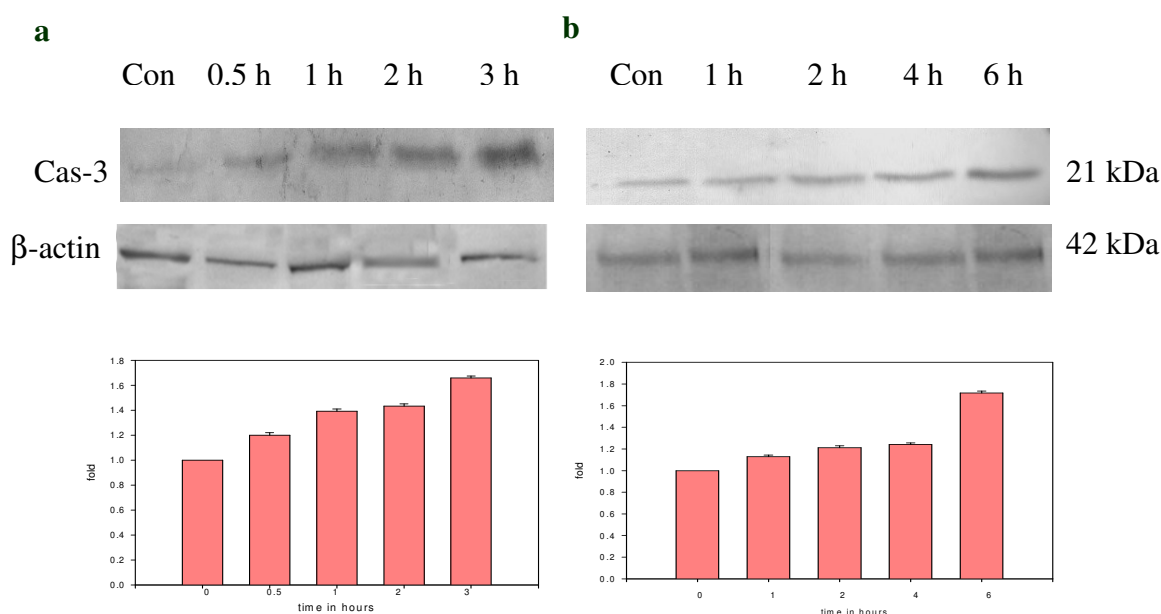 a
Con 0.5 h 1 h 2 h 3 h
b
Con 1 h 2 h 4 h 6 h
Cas-3
21 kDa
β-actin
42 kDa
1.8
1.6
1.4
1.2
1.0
0.8
0.6
0.4
0.2
0.0
fold
0 0.5 1 2 3
time in hours
2.0
1.8
1.6
1.4
1.2
1.0
0.8
0.6
0.4
0.2
0.0
fold
0 1 2 4 6
time in hours